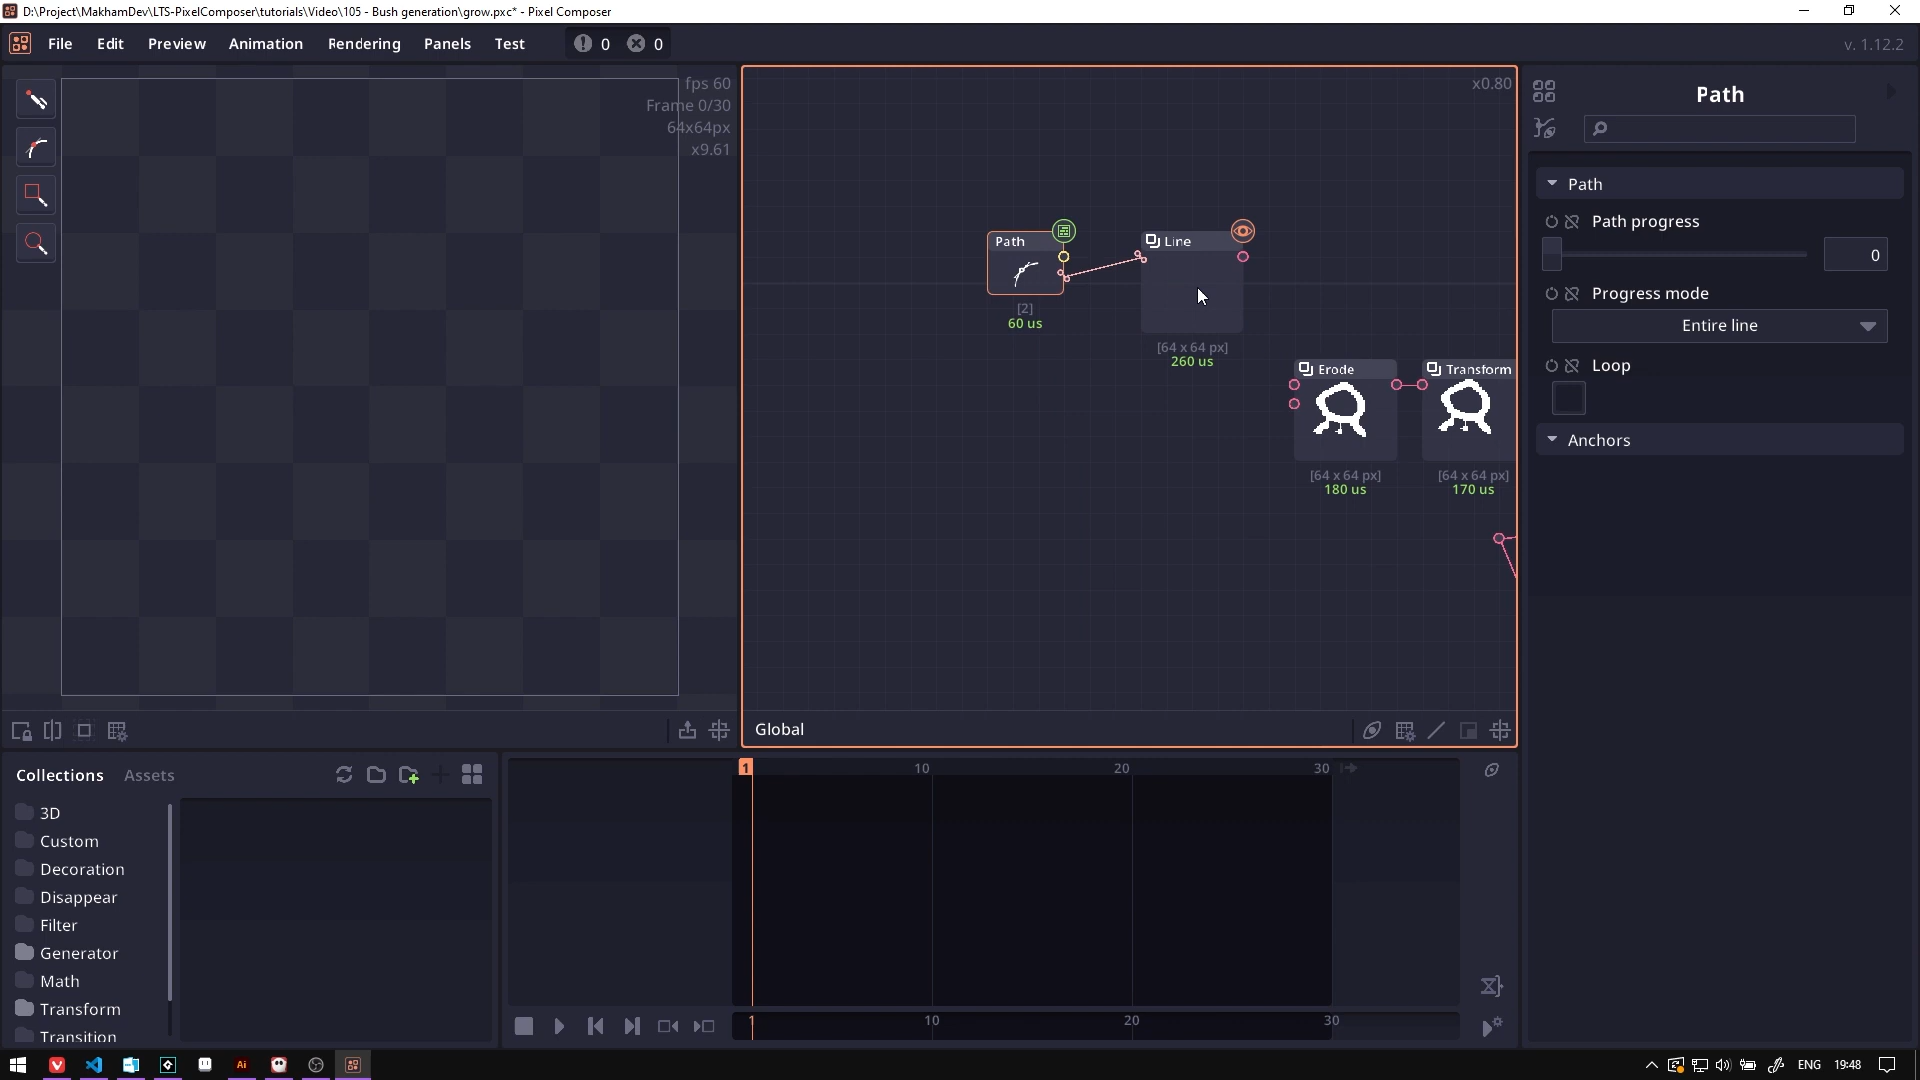 D:\Project\MakhamDev\LTS-PixelComposer\tutorials\Video\105 - Bush generation\grow.pxc* - Pixel Composer
File Edit Preview Animation Rendering Panels Test 0 0 v. 1.12.2
fps 60
Frame 0/30
64x64px
x9.61
x0.80
Path
Line
[2]
60 us
[64 x 64 px]
260 us
Erode
Transform
[64 x 64 px]
180 us
[64 x 64 px]
170 us
Global
Path
Path
Path progress
0
Progress mode
Entire line
Loop
Anchors
Collections Assets
3D
Custom
Decoration
Disappear
Filter
Generator
Math
Transform
Transition
1 10 20 30
1 10 20 30
Ai
ENG 19:48